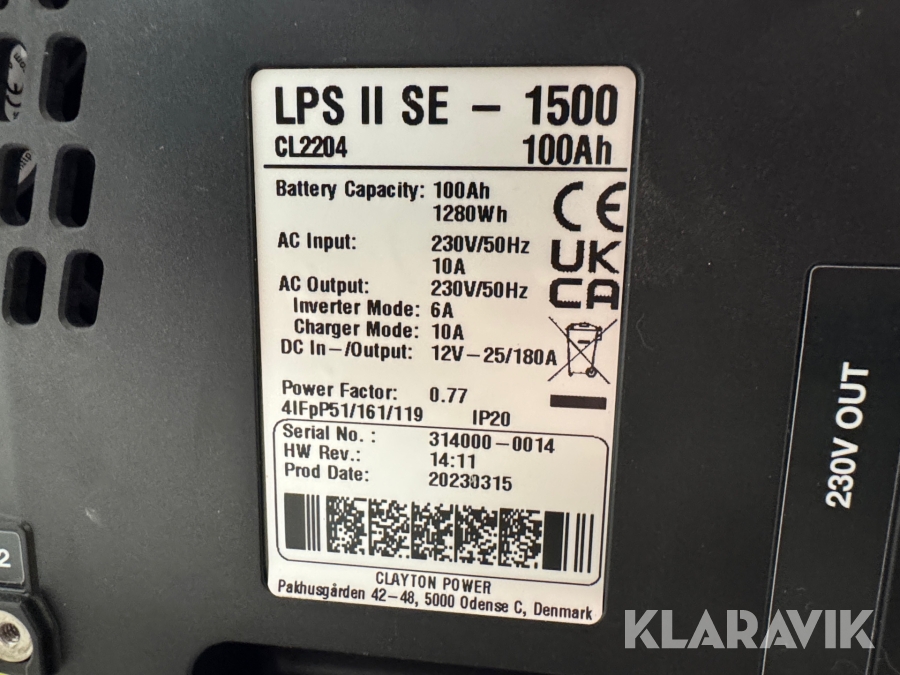 LPS II SE – 1500
CL2204 100Ah
Battery Capacity: 100Ah
1280Wh
AC Input: 230V/50Hz
10A
AC Output: 230V/50Hz
Inverter Mode: 6A
Charger Mode: 10A
DC In-/Output: 12V-25/180A
Power Factor: 0.77
4IFpP51/161/119 IP20
CE
UK
CA
Serial No. : 314000-0014
HW Rev.: 14:11
Prod Date: 20230315
CLAYTON POWER
Pakhusgården 42-48, 5000 Odense C, Denmark
230V OUT
2
KLARAVIK